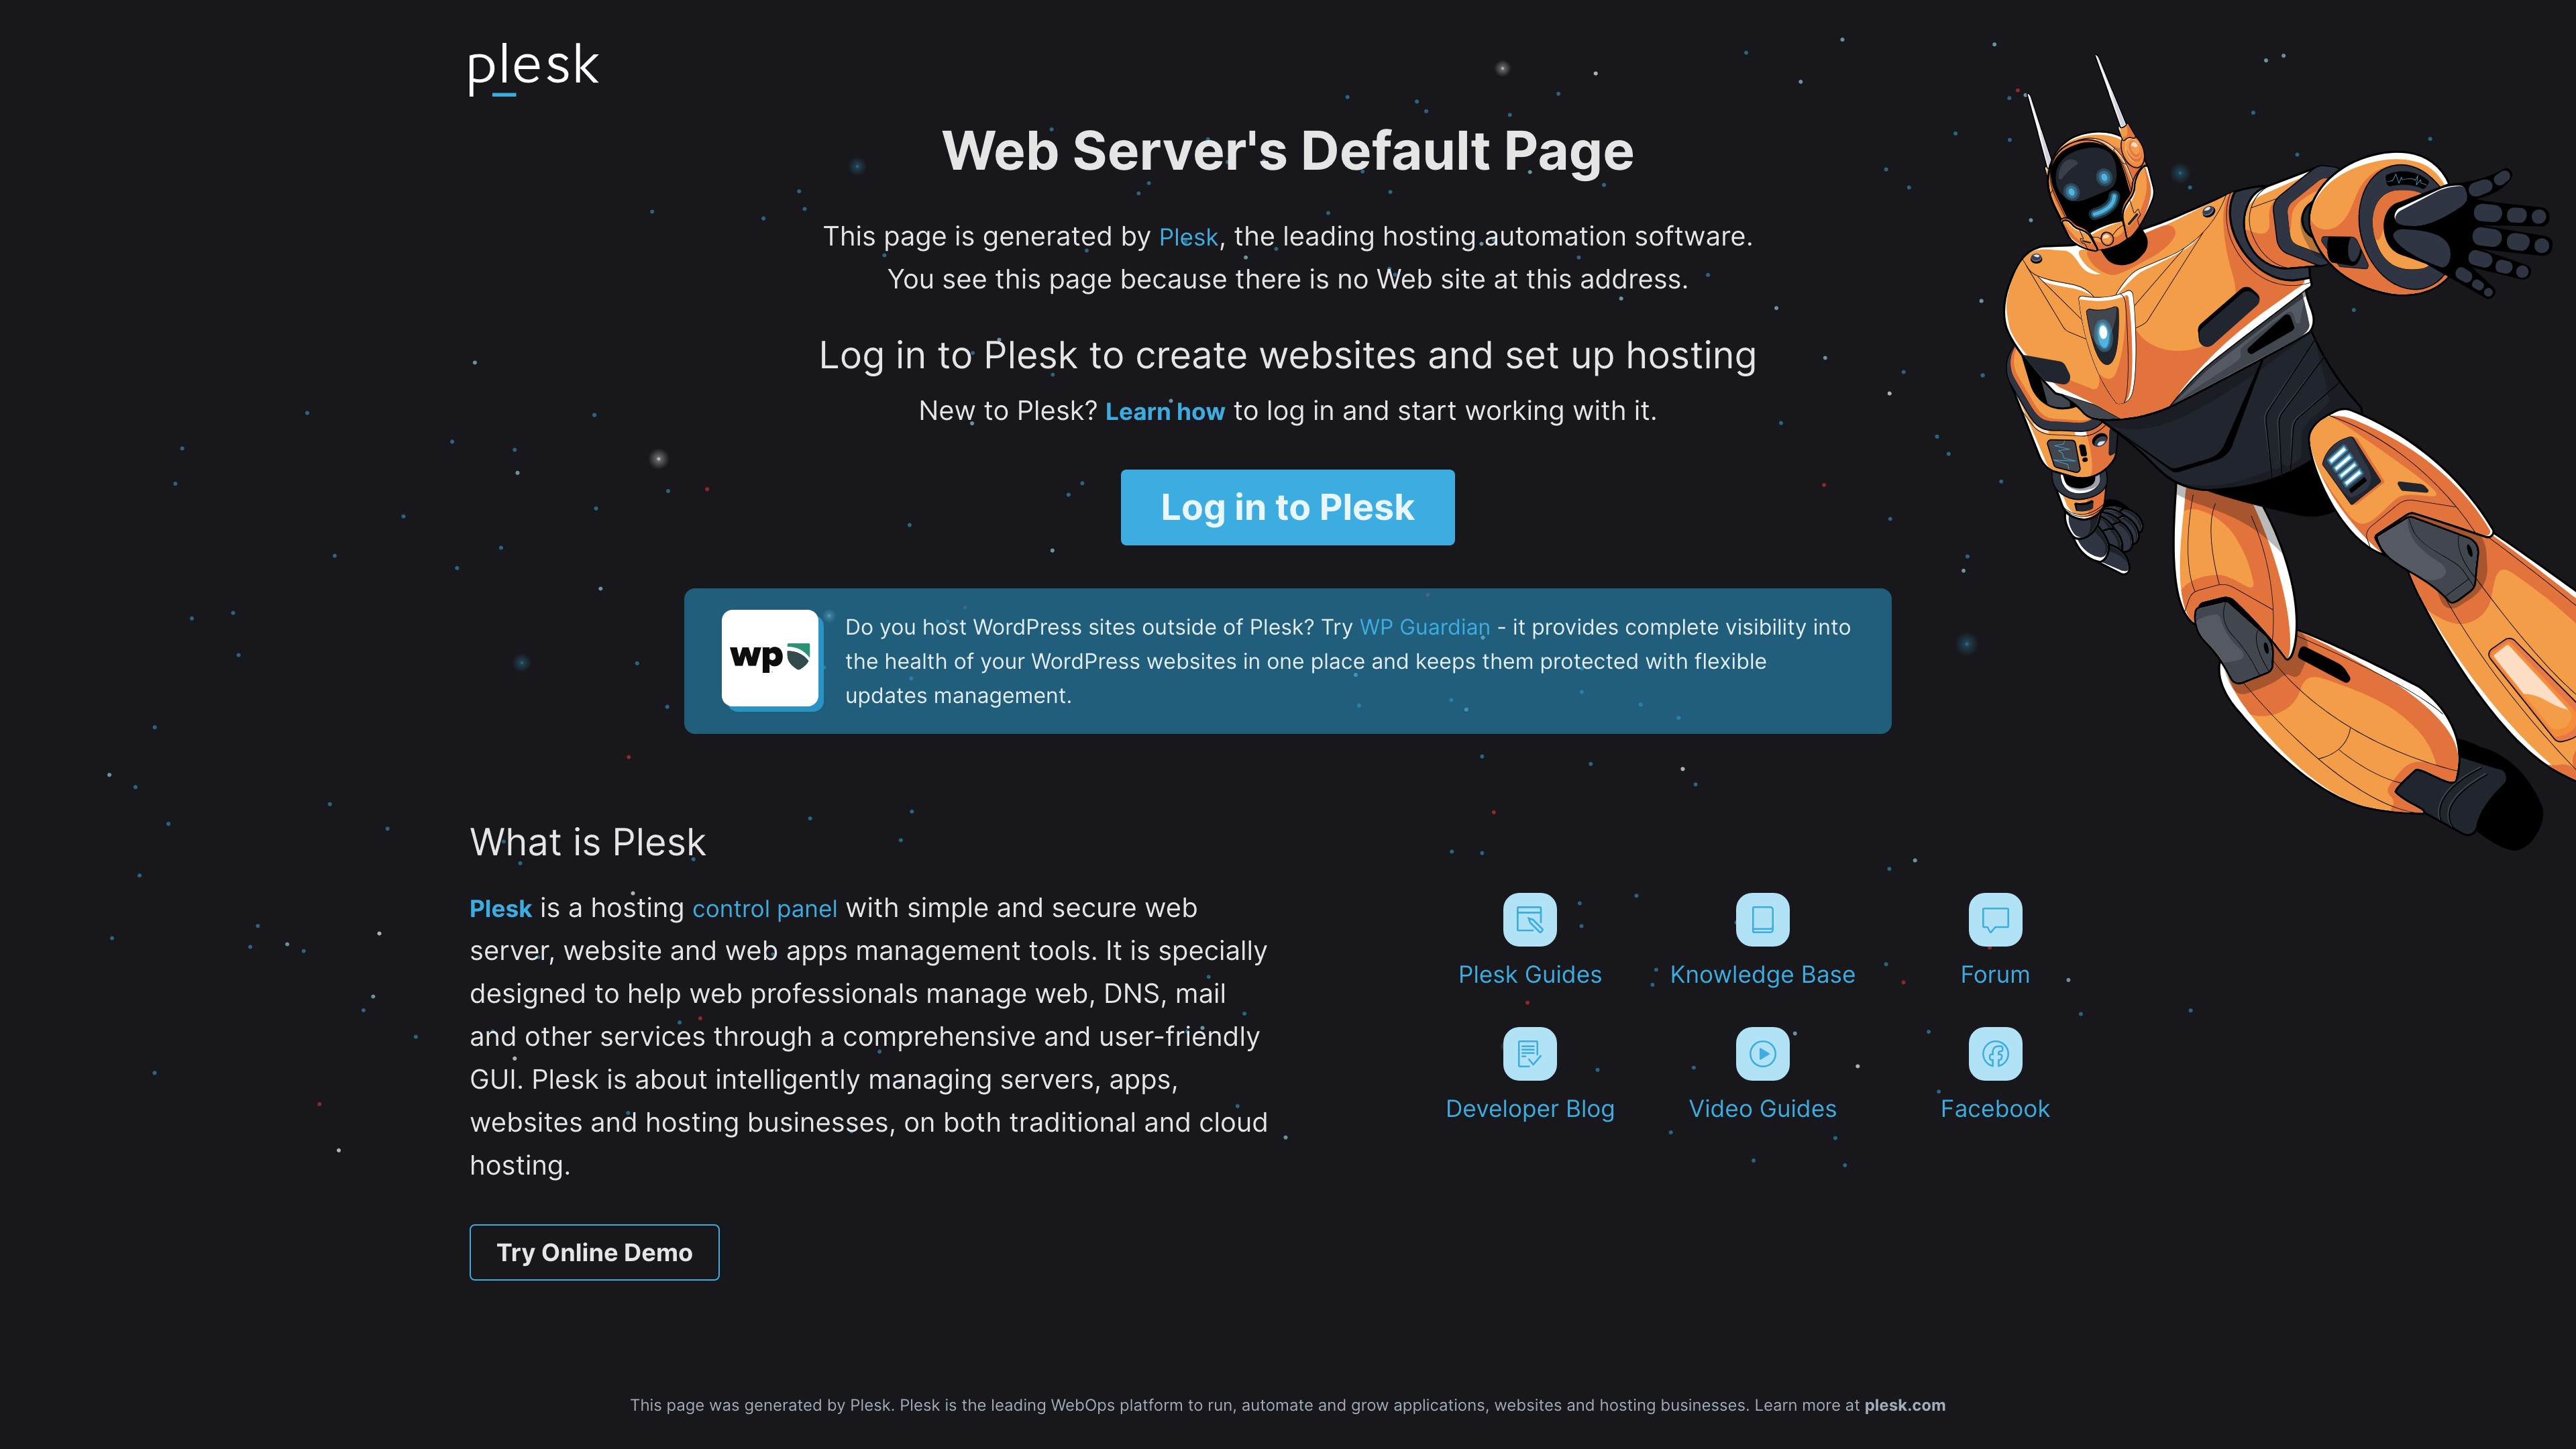 plesk
Web Server's Default Page
This page is generated by Plesk, the leading hosting automation software.
You see this page because there is no Web site at this address.
Log in to Plesk to create websites and set up hosting
New to Plesk? Learn how to log in and start working with it.
Log in to Plesk
wp
Do you host WordPress sites outside of Plesk? Try WP Guardian - it provides complete visibility into
the health of your WordPress websites in one place and keeps them protected with flexible
updates management.
What is Plesk
Plesk is a hosting control panel with simple and secure web
server, website and web apps management tools. It is specially
designed to help web professionals manage web, DNS, mail
and other services through a comprehensive and user-friendly
GUI. Plesk is about intelligently managing servers, apps,
websites and hosting businesses, on both traditional and cloud
hosting.
Try Online Demo
Plesk Guides
Knowledge Base
Forum
Developer Blog
Video Guides
Facebook
This page was generated by Plesk. Plesk is the leading WebOps platform to run, automate and grow applications, websites and hosting businesses. Learn more at plesk.com